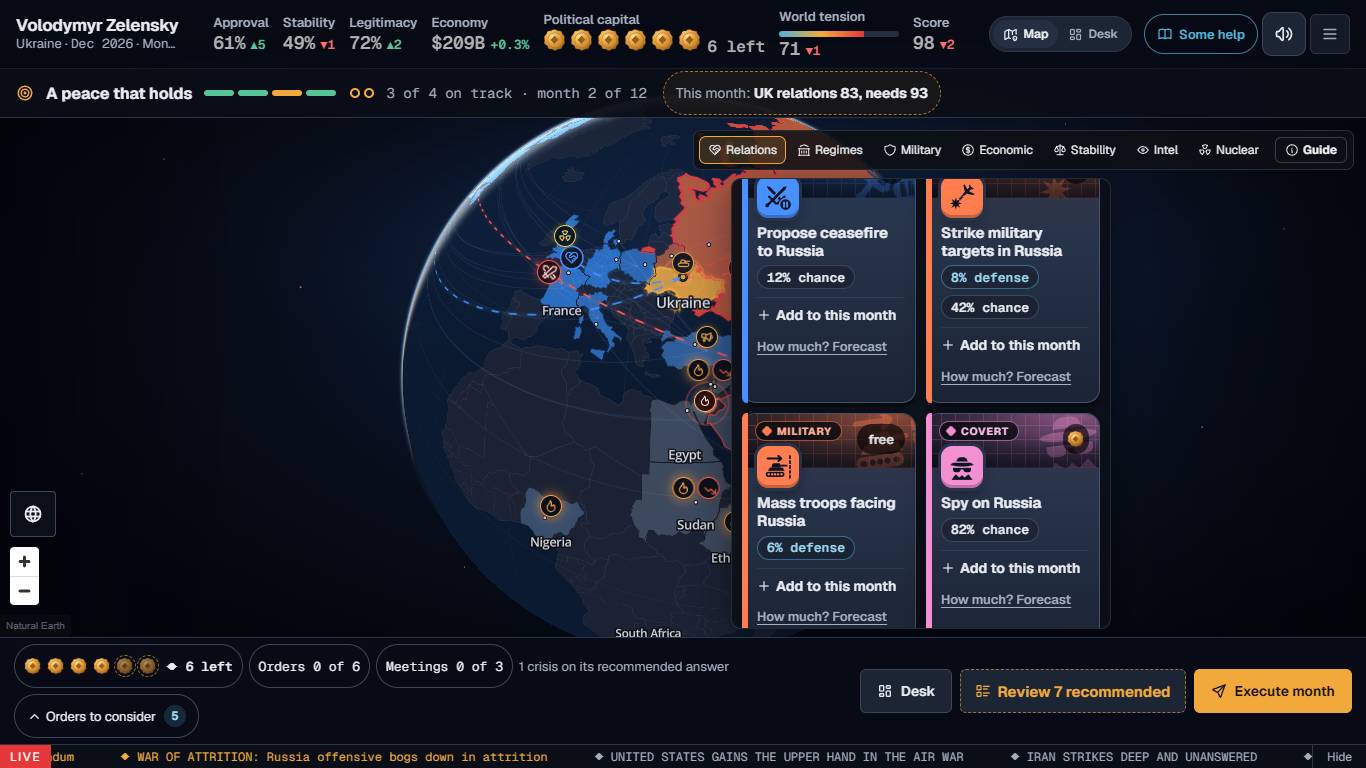 Volodymyr Zelensky
Ukraine · Dec 2026 · Mon...
Approval
61% ▲5
Stability
49% ▼1
Legitimacy
72% ▲2
Economy
$209B +0.3%
Political capital
6 left
World tension
71 ▼1
Score
98 ▼2
Map
Desk
Some help
A peace that holds
3 of 4 on track · month 2 of 12
This month: UK relations 83, needs 93
Relations
Regimes
Military
Economic
Stability
Intel
Nuclear
Guide
Propose ceasefire
to Russia
12% chance
+ Add to this month
How much? Forecast
Strike military
targets in Russia
8% defense
42% chance
+ Add to this month
How much? Forecast
MILITARY
free
Mass troops facing
Russia
6% defense
+ Add to this month
How much? Forecast
COVERT
Spy on Russia
82% chance
+ Add to this month
How much? Forecast
France
Ukraine
Egypt
Sudan
Eth
Nigeria
South Africa
+
−
Natural Earth
6 left
Orders 0 of 6
Meetings 0 of 3
1 crisis on its recommended answer
Orders to consider 5
Desk
Review 7 recommended
Execute month
LIVE
dum ◆ WAR OF ATTRITION: Russia offensive bogs down in attrition ◆ UNITED STATES GAINS THE UPPER HAND IN THE AIR WAR ◆ IRAN STRIKES DEEP AND UNANSWERED ◆
Hide